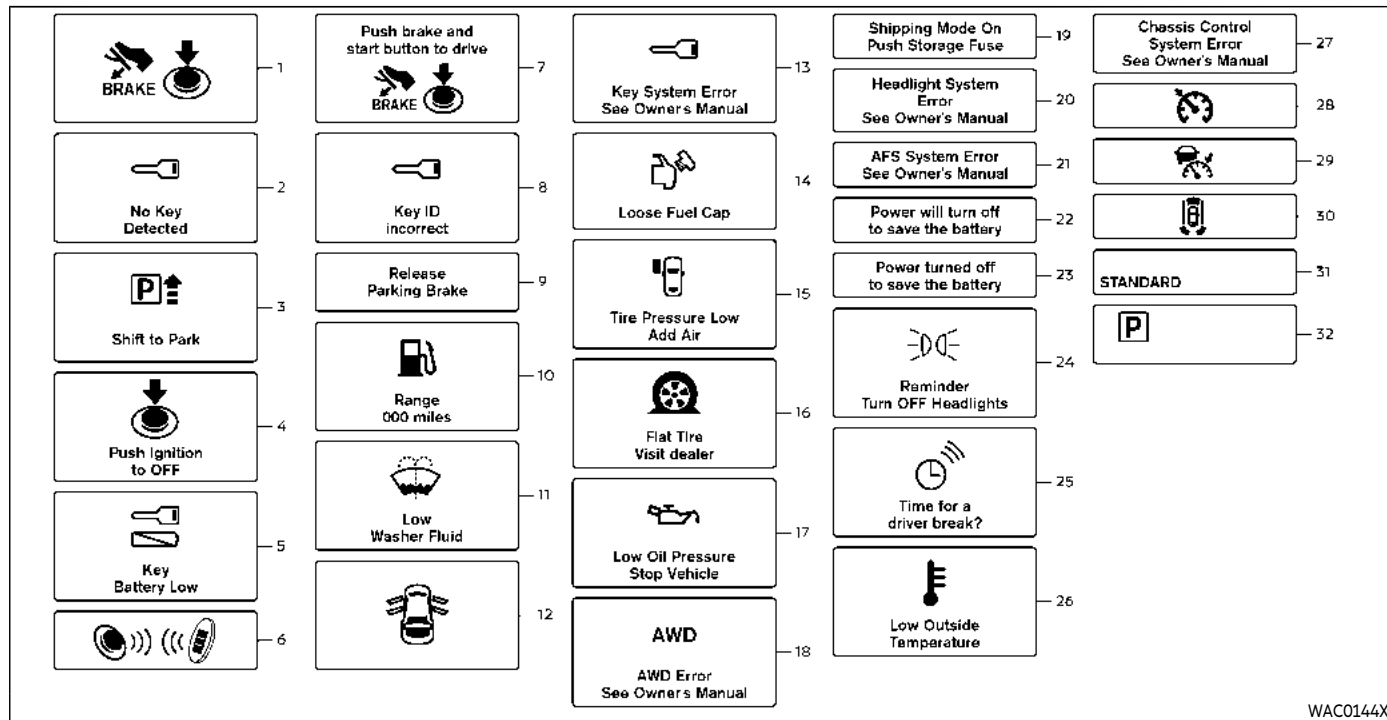 BRAKE
1
No Key
Detected
2
P
Shift to Park
3
Push Ignition
to OFF
4
Key
Battery Low
5
6
Push brake and
start button to drive
BRAKE
7
Key ID
incorrect
8
Release
Parking Brake
9
Range
000 miles
10
Low
Washer Fluid
11
12
Key System Error
See Owner's Manual
13
Loose Fuel Cap
14
Tire Pressure Low
Add Air
15
Flat Tire
Visit dealer
16
Low Oil Pressure
Stop Vehicle
17
AWD
AWD Error
See Owner's Manual
18
Shipping Mode On
Push Storage Fuse
19
Headlight System
Error
See Owner's Manual
20
AFS System Error
See Owner's Manual
21
Power will turn off
to save the battery
22
Power turned off
to save the battery
23
Reminder
Turn OFF Headlights
24
Time for a
driver break?
25
Low Outside
Temperature
26
Chassis Control
System Error
See Owner's Manual
27
28
29
30
STANDARD
31
P
32
WAC0144X